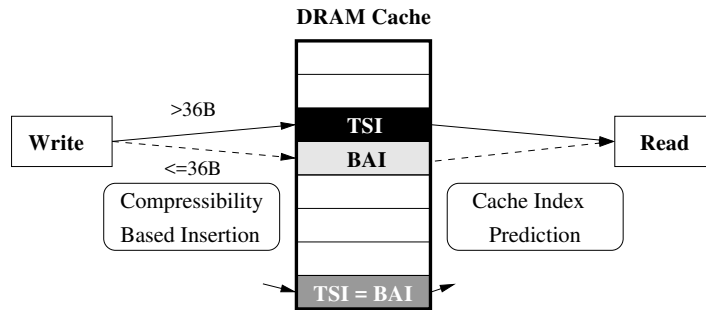 DRAM Cache
>36B
TSI
Write
Read
BAI
<=36B
Compressibility
Based Insertion
Cache Index
Prediction
TSI = BAI